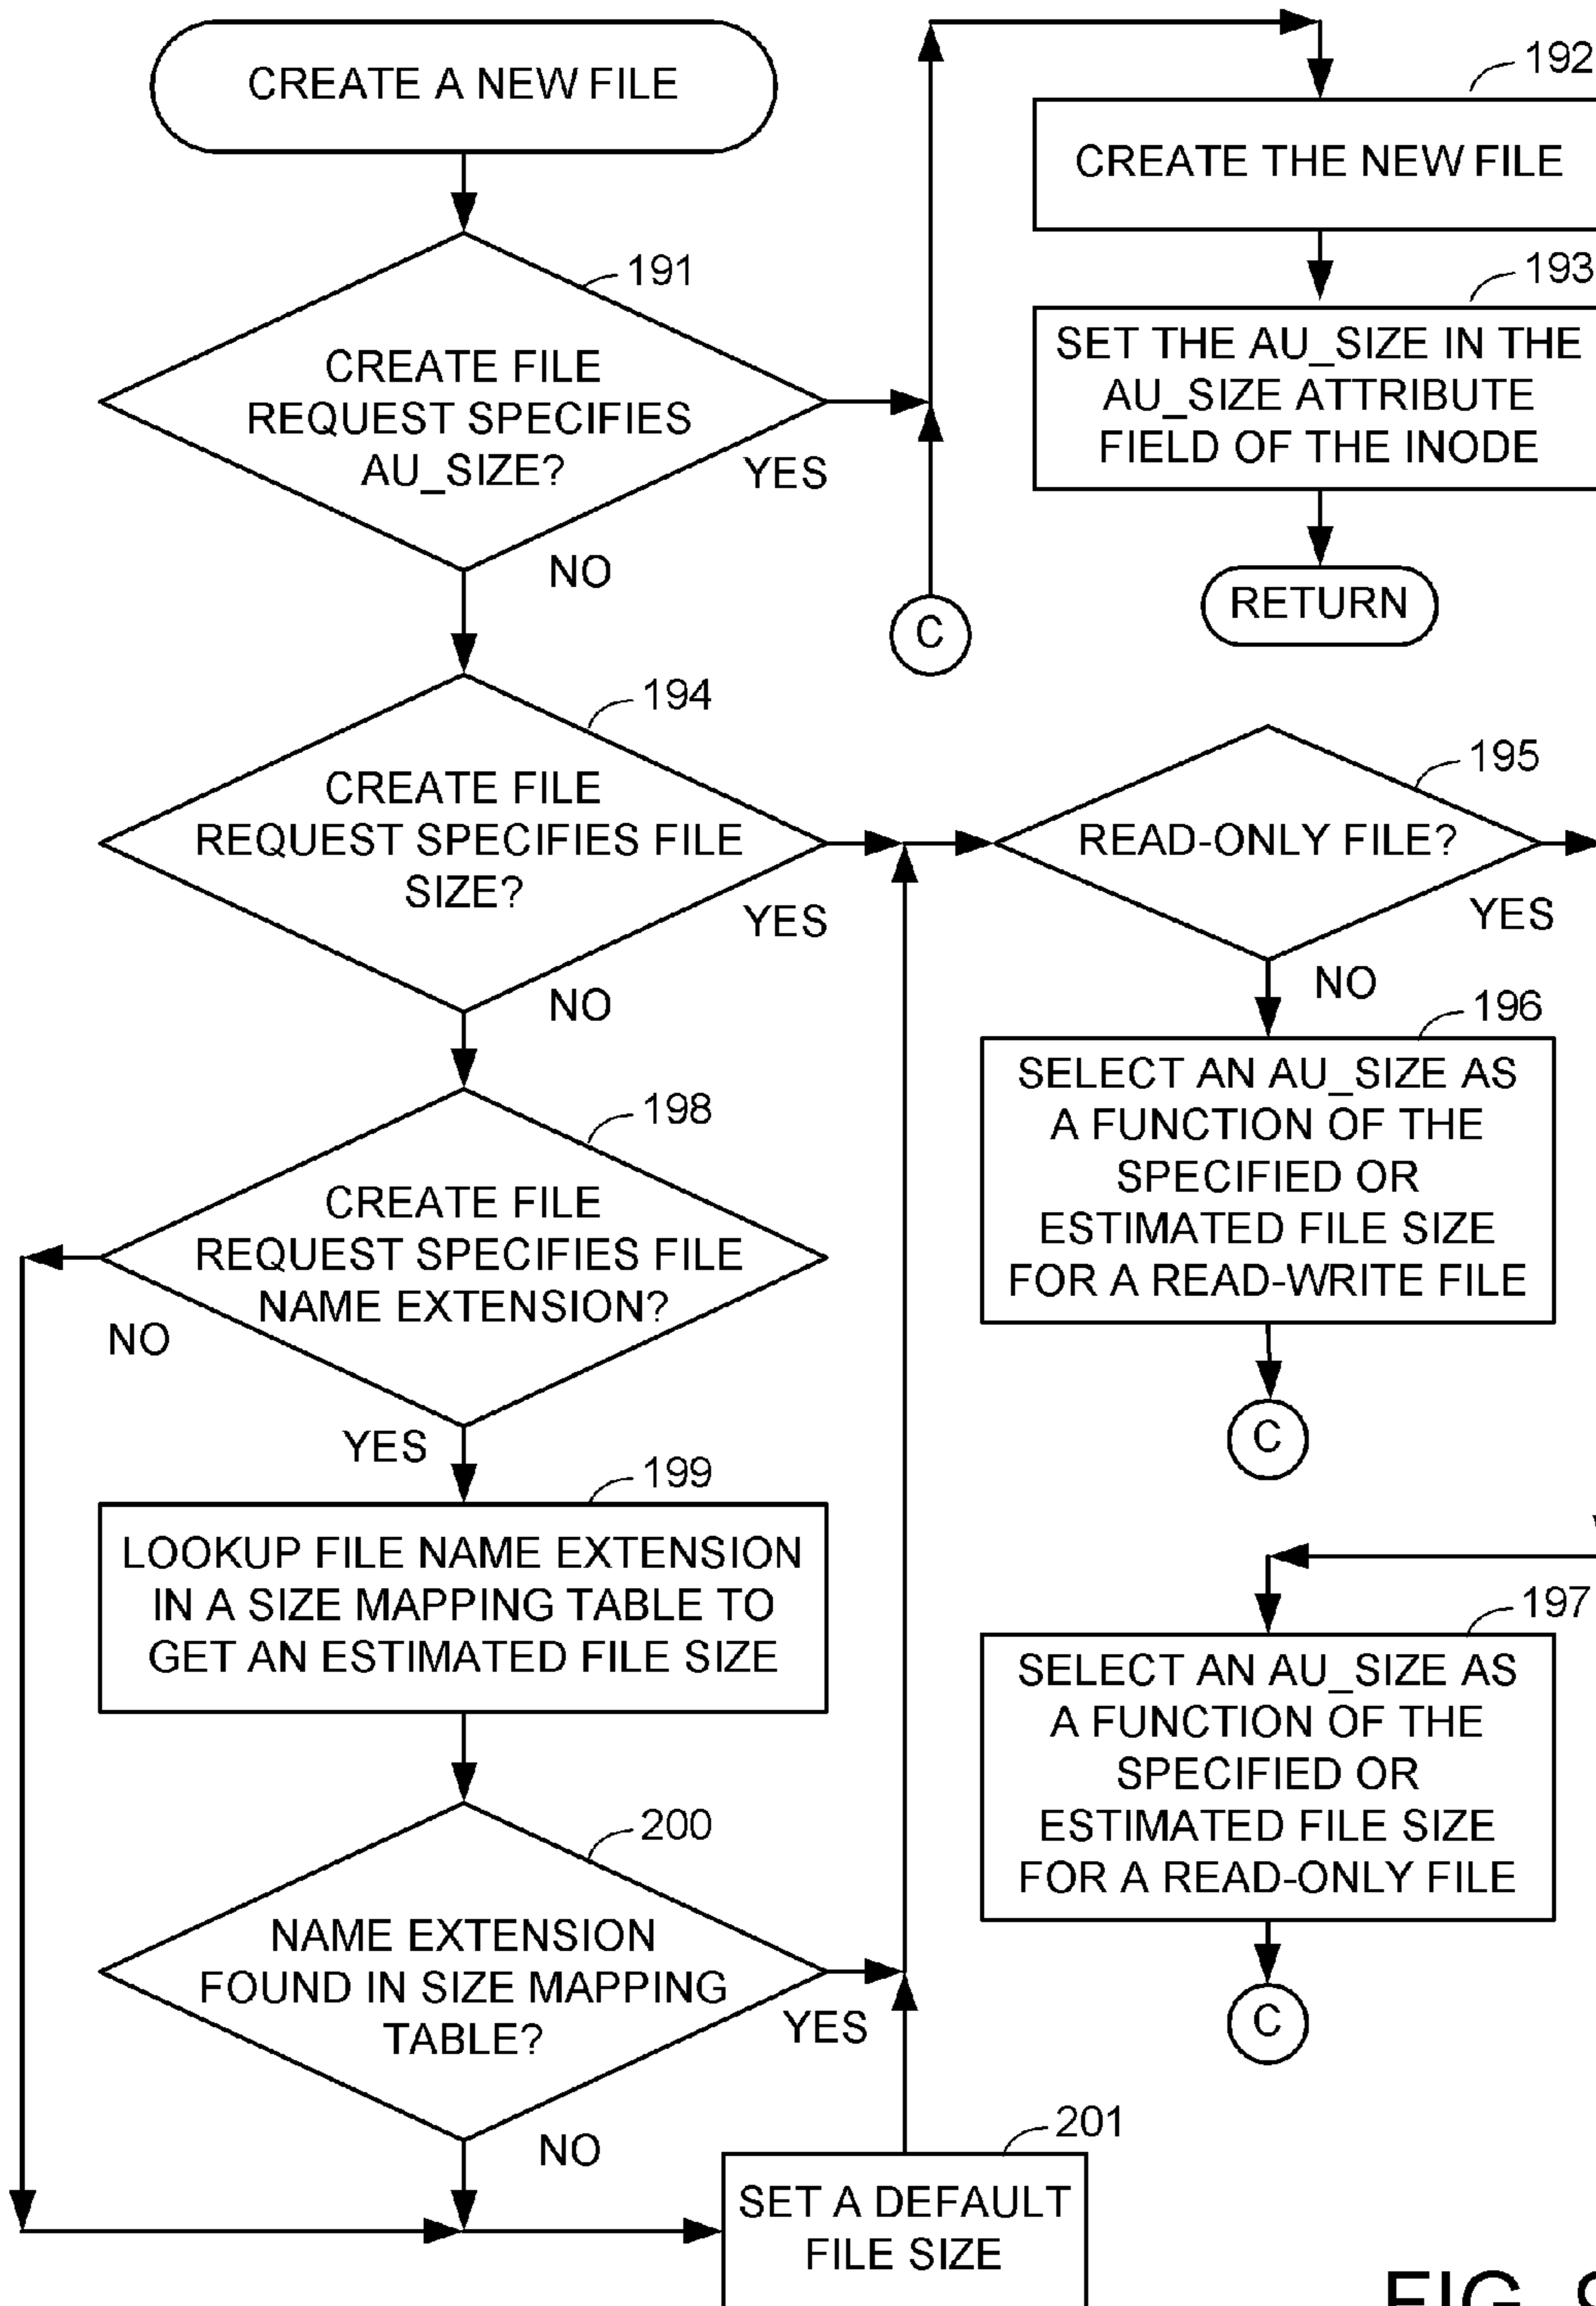 CREATE A NEW FILE
191
CREATE FILE
REQUEST SPECIFIES
AU_SIZE?
YES
NO
C
192
CREATE THE NEW FILE
193
SET THE AU_SIZE IN THE
AU_SIZE ATTRIBUTE
FIELD OF THE INODE
RETURN
194
CREATE FILE
REQUEST SPECIFIES FILE
SIZE?
YES
NO
195
READ-ONLY FILE?
YES
NO
196
SELECT AN AU_SIZE AS
A FUNCTION OF THE
SPECIFIED OR
ESTIMATED FILE SIZE
FOR A READ-WRITE FILE
C
198
CREATE FILE
REQUEST SPECIFIES FILE
NAME EXTENSION?
NO
YES
199
LOOKUP FILE NAME EXTENSION
IN A SIZE MAPPING TABLE TO
GET AN ESTIMATED FILE SIZE
197
SELECT AN AU_SIZE AS
A FUNCTION OF THE
SPECIFIED OR
ESTIMATED FILE SIZE
FOR A READ-ONLY FILE
C
200
NAME EXTENSION
FOUND IN SIZE MAPPING
TABLE?
YES
NO
201
SET A DEFAULT
FILE SIZE
FIG.